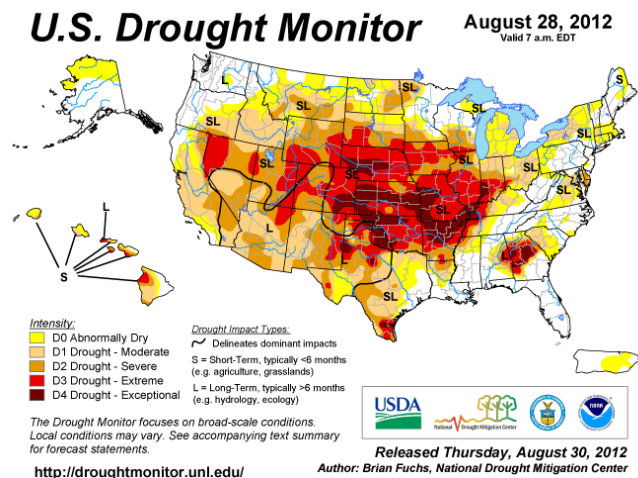 U.S. Drought Monitor
August 28, 2012
Valid 7 a.m. EDT
L
SL
SL
SL
S
SL
SL
SL
SL
SL
SL
SL
L
SL
L
L
L
SL
S
Intensity:
D0 Abnormally Dry
D1 Drought - Moderate
D2 Drought - Severe
D3 Drought - Extreme
D4 Drought - Exceptional
Drought Impact Types:
Delineates dominant impacts
S = Short-Term, typically <6 months
(e.g. agriculture, grasslands)
L = Long-Term, typically >6 months
(e.g. hydrology, ecology)
The Drought Monitor focuses on broad-scale conditions.
Local conditions may vary. See accompanying text summary
for forecast statements.
http://droughtmonitor.unl.edu/
USDA
National Drought Mitigation Center
NOAA
Released Thursday, August 30, 2012
Author: Brian Fuchs, National Drought Mitigation Center